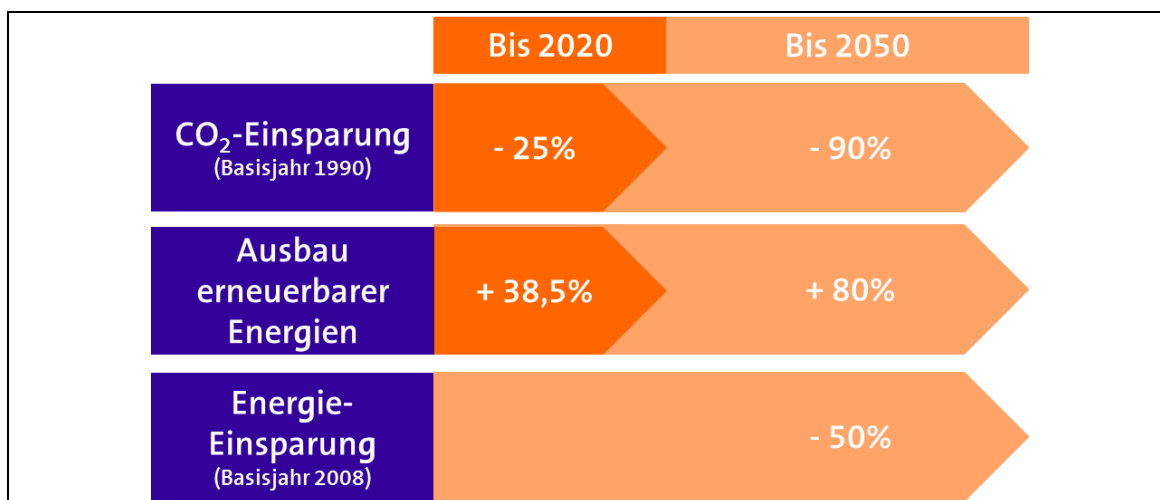 Bis 2020
Bis 2050
CO₂-Einsparung
(Basisjahr 1990)
- 25%
- 90%
Ausbau
erneuerbarer
Energien
+ 38,5%
+ 80%
Energie-
Einsparung
(Basisjahr 2008)
- 50%